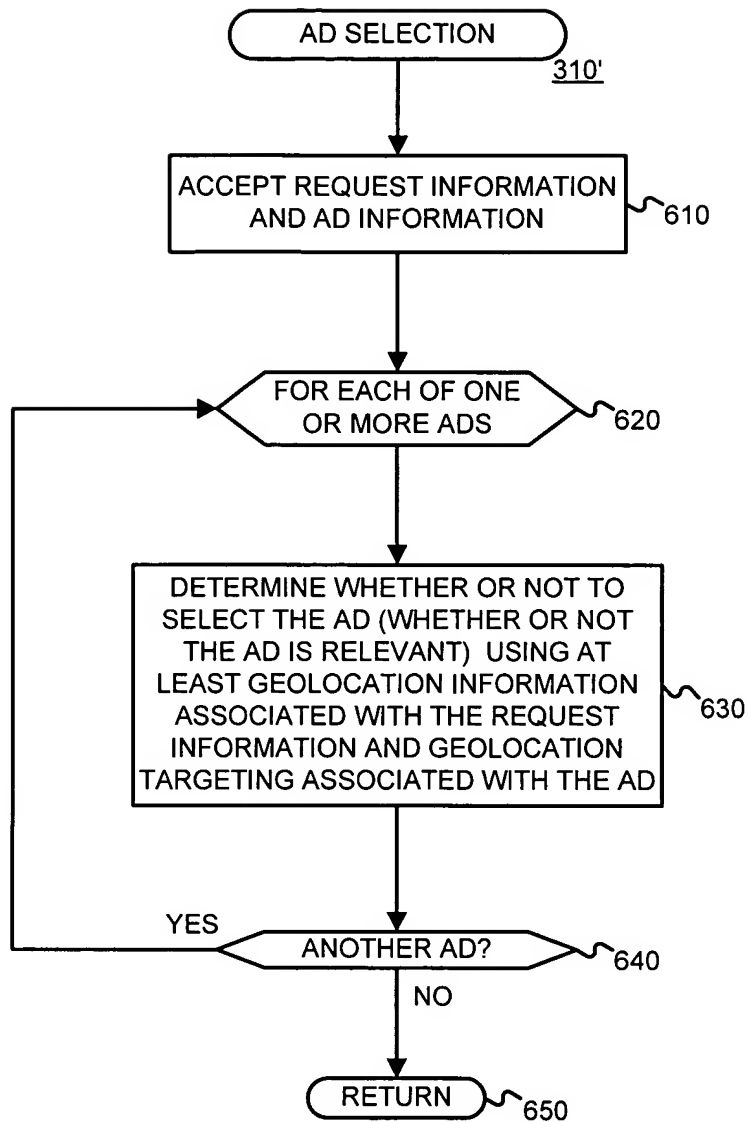 AD SELECTION
310'
ACCEPT REQUEST INFORMATION
AND AD INFORMATION
610
FOR EACH OF ONE
OR MORE ADS
620
DETERMINE WHETHER OR NOT TO
SELECT THE AD (WHETHER OR NOT
THE AD IS RELEVANT) USING AT
LEAST GEOLOCATION INFORMATION
ASSOCIATED WITH THE REQUEST
INFORMATION AND GEOLOCATION
TARGETING ASSOCIATED WITH THE AD
630
YES
ANOTHER AD?
640
NO
RETURN
650